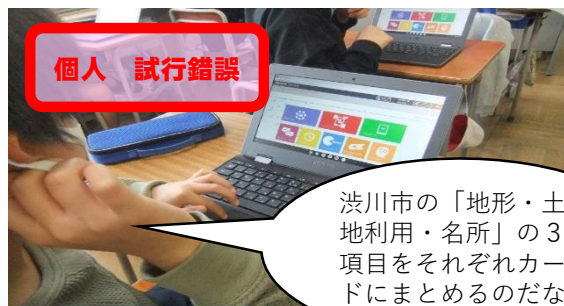 個人　試行錯誤
渋川市の「地形・土
地利用・名所」の３
項目をそれぞれカー
ドにまとめるのだな